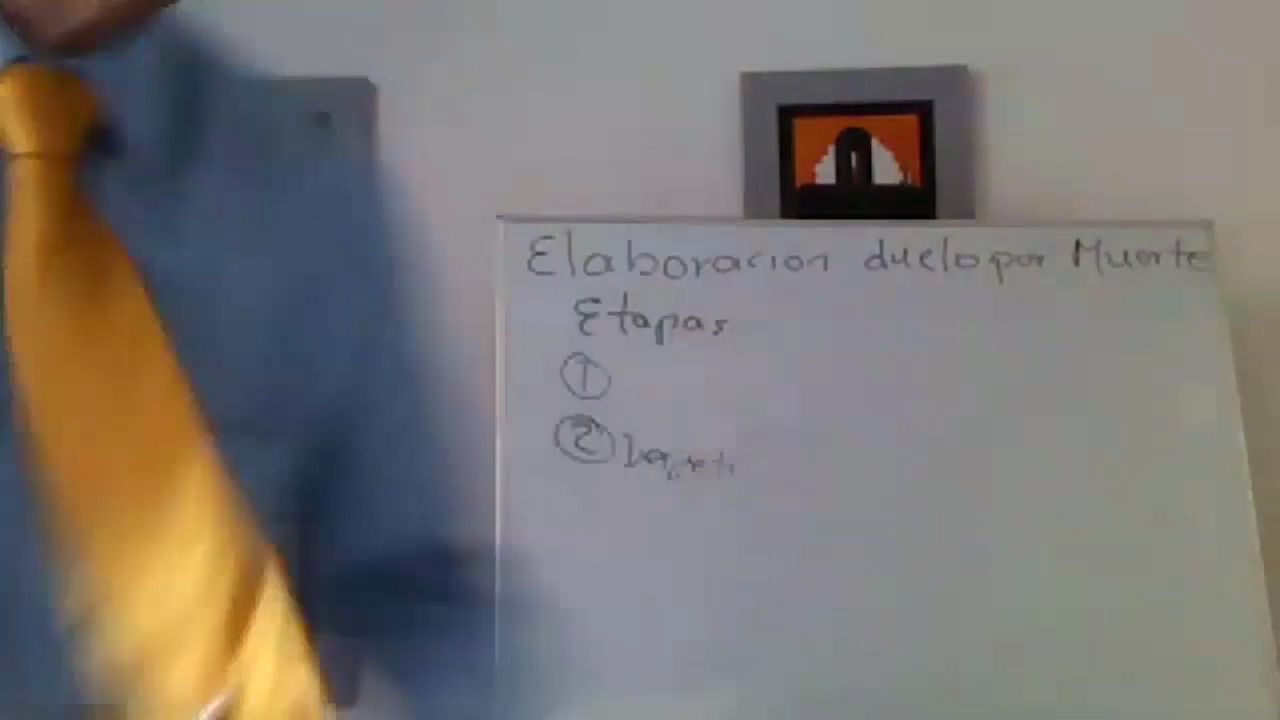 Elaboracion duelo por Muerte
Etapas
①
②